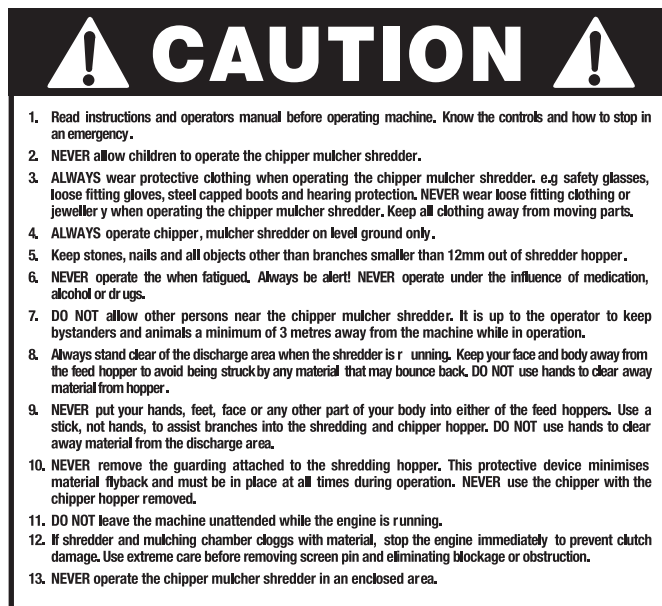 CAUTION
1. Read instructions and operators manual before operating machine. Know the controls and how to stop in
an emergency.
2. NEVER allow children to operate the chipper mulcher shredder.
3. ALWAYS wear protective clothing when operating the chipper mulcher shredder. e.g safety glasses,
loose fitting gloves, steel capped boots and hearing protection. NEVER wear loose fitting clothing or
jeweller y when operating the chipper mulcher shredder. Keep all clothing away from moving parts.
4. ALWAYS operate chipper, mulcher shredder on level ground only.
5. Keep stones, nails and all objects other than branches smaller than 12mm out of shredder hopper.
6. NEVER operate the when fatigued. Always be alert! NEVER operate under the influence of medication,
alcohol or dr ugs.
7. DO NOT allow other persons near the chipper mulcher shredder. It is up to the operator to keep
bystanders and animals a minimum of 3 metres away from the machine while in operation.
8. Always stand clear of the discharge area when the shredder is r unning. Keep your face and body away from
the feed hopper to avoid being struck by any material that may bounce back. DO NOT use hands to clear away
material from hopper.
9. NEVER put your hands, feet, face or any other part of your body into either of the feed hoppers. Use a
stick, not hands, to assist branches into the shredding and chipper hopper. DO NOT use hands to clear
away material from the discharge area.
10. NEVER remove the guarding attached to the shredding hopper. This protective device minimises
material flyback and must be in place at all times during operation. NEVER use the chipper with the
chipper hopper removed.
11. DO NOT leave the machine unattended while the engine is running.
12. If shredder and mulching chamber cloggs with material, stop the engine immediately to prevent clutch
damage. Use extreme care before removing screen pin and eliminating blockage or obstruction.
13. NEVER operate the chipper mulcher shredder in an enclosed area.